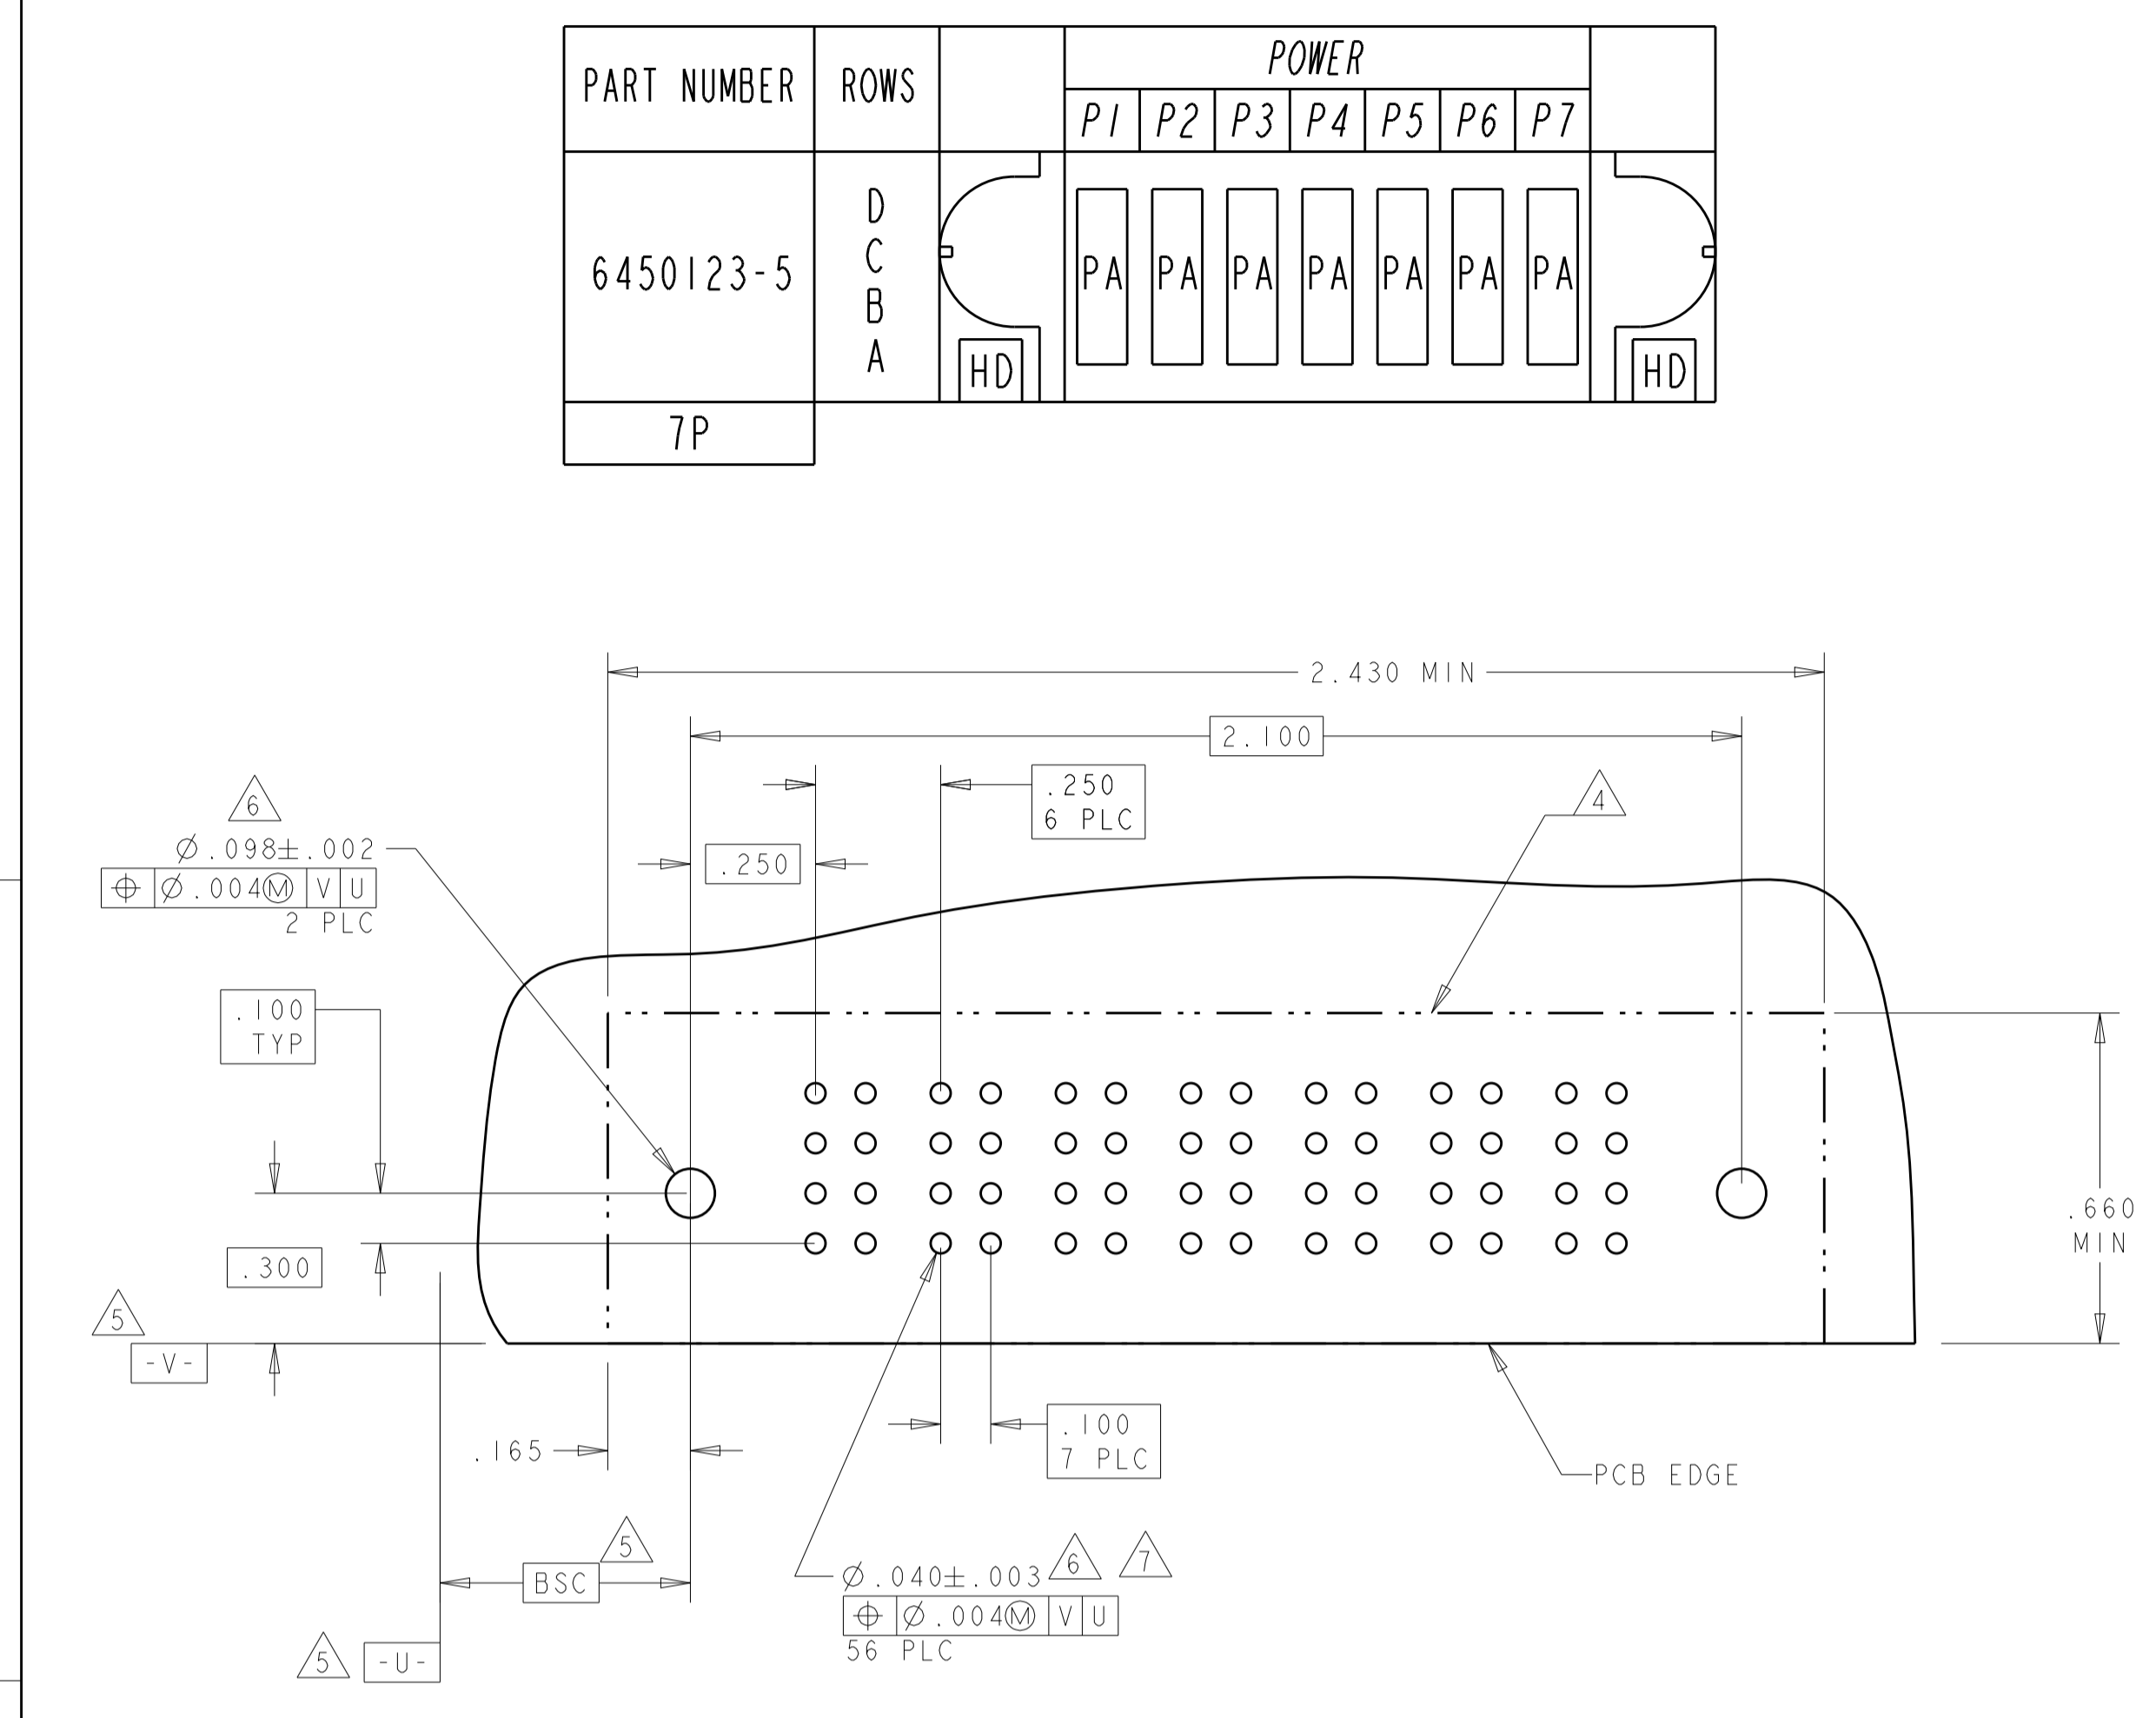 POWER
PART NUMBER ROWS
P1 P2 P3 P4 P5 P6 P7
D
C
6450123-5 PA PA PA PA PA PA PA
B
A
HD HD
7P
2.430 MIN
2.100
.250
6 PLC
4
6
Ø.098±.002
.250
⌖ Ø.004Ⓜ V U
2 PLC
.100
TYP
.660
MIN
.300
5
-V-
.100
7 PLC
.165
PCB EDGE
5
BSC
Ø.040±.003 6 7
⌖ Ø.004Ⓜ V U
56 PLC
5 -U-